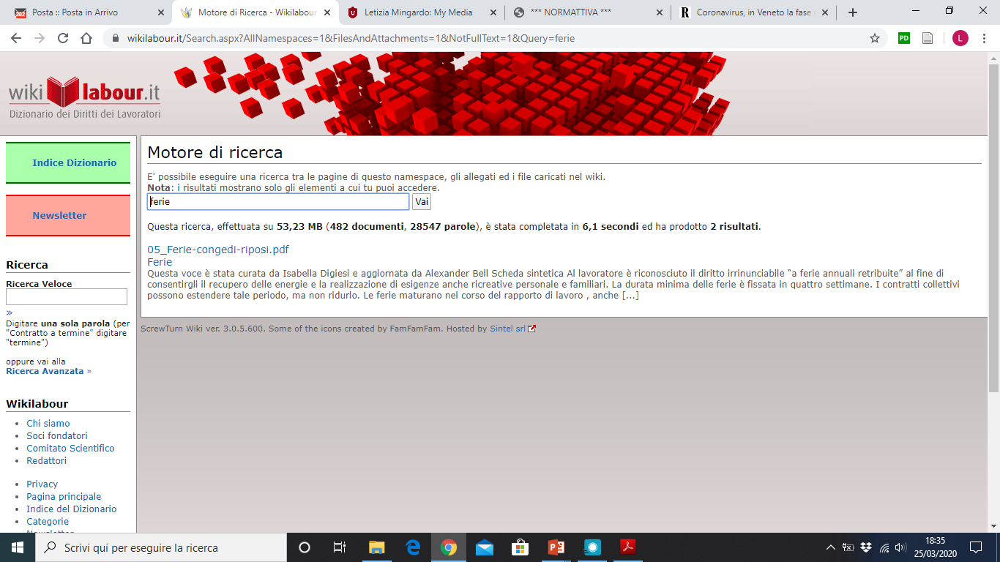 202
Posta :: Posta in Arrivo
Motore di Ricerca - Wikilabour
Letizia Mingardo: My Media
*** NORMATTIVA ***
R
Coronavirus, in Veneto la fase
wikilabour.it/Search.aspx?AllNamespaces=1&FilesAndAttachments=1&NotFullText=1&Query=ferie
PD
L
wiki labour.it
Dizionario dei Diritti dei Lavoratori
Indice Dizionario
Newsletter
Ricerca
Ricerca Veloce
»
Digitare una sola parola (per
"Contratto a termine" digitare
"termine")
oppure vai alla
Ricerca Avanzata »
Wikilabour
Chi siamo
Soci fondatori
Comitato Scientifico
Redattori
Privacy
Pagina principale
Indice del Dizionario
Categorie
Newsletter
Motore di ricerca
E' possibile eseguire una ricerca tra le pagine di questo namespace, gli allegati ed i file caricati nel wiki.
Nota: i risultati mostrano solo gli elementi a cui tu puoi accedere.
ferie
Vai
Questa ricerca, effettuata su 53,23 MB (482 documenti, 28547 parole), è stata completata in 6,1 secondi ed ha prodotto 2 risultati.
05_Ferie-congedi-riposi.pdf
Ferie
Questa voce è stata curata da Isabella Digiesi e aggiornata da Alexander Bell Scheda sintetica Al lavoratore è riconosciuto il diritto irrinunciabile “a ferie annuali retribuite” al fine di
consentirgli il recupero delle energie e la realizzazione di esigenze anche ricreative personale e familiari. La durata minima delle ferie è fissata in quattro settimane. I contratti collettivi
possono estendere tale periodo, ma non ridurlo. Le ferie maturano nel corso del rapporto di lavoro , anche [...]
ScrewTurn Wiki ver. 3.0.5.600. Some of the icons created by FamFamFam. Hosted by Sintel srl
Scrivi qui per eseguire la ricerca
18:35
25/03/2020